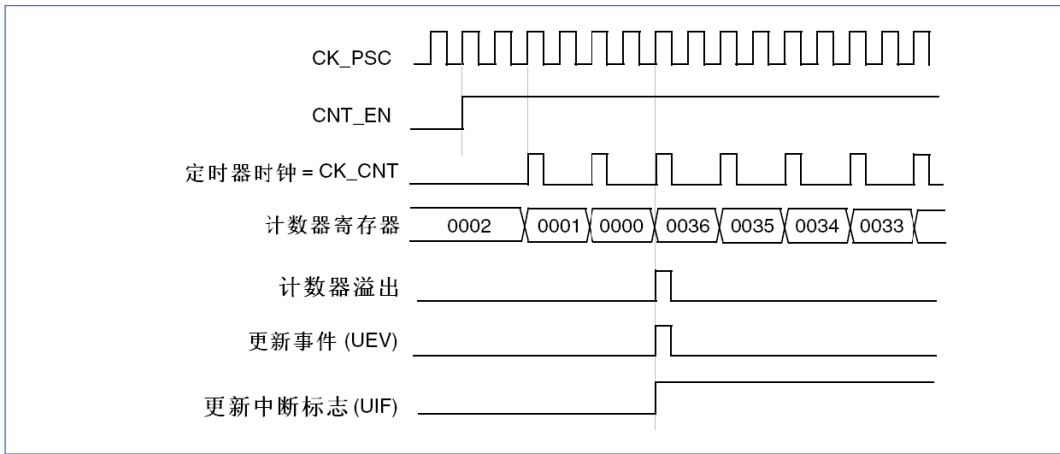 CK_PSC
CNT_EN
定时器时钟 = CK_CNT
计数器寄存器 0002 0001 0000 0036 0035 0034 0033
计数器溢出
更新事件 (UEV)
更新中断标志 (UIF)